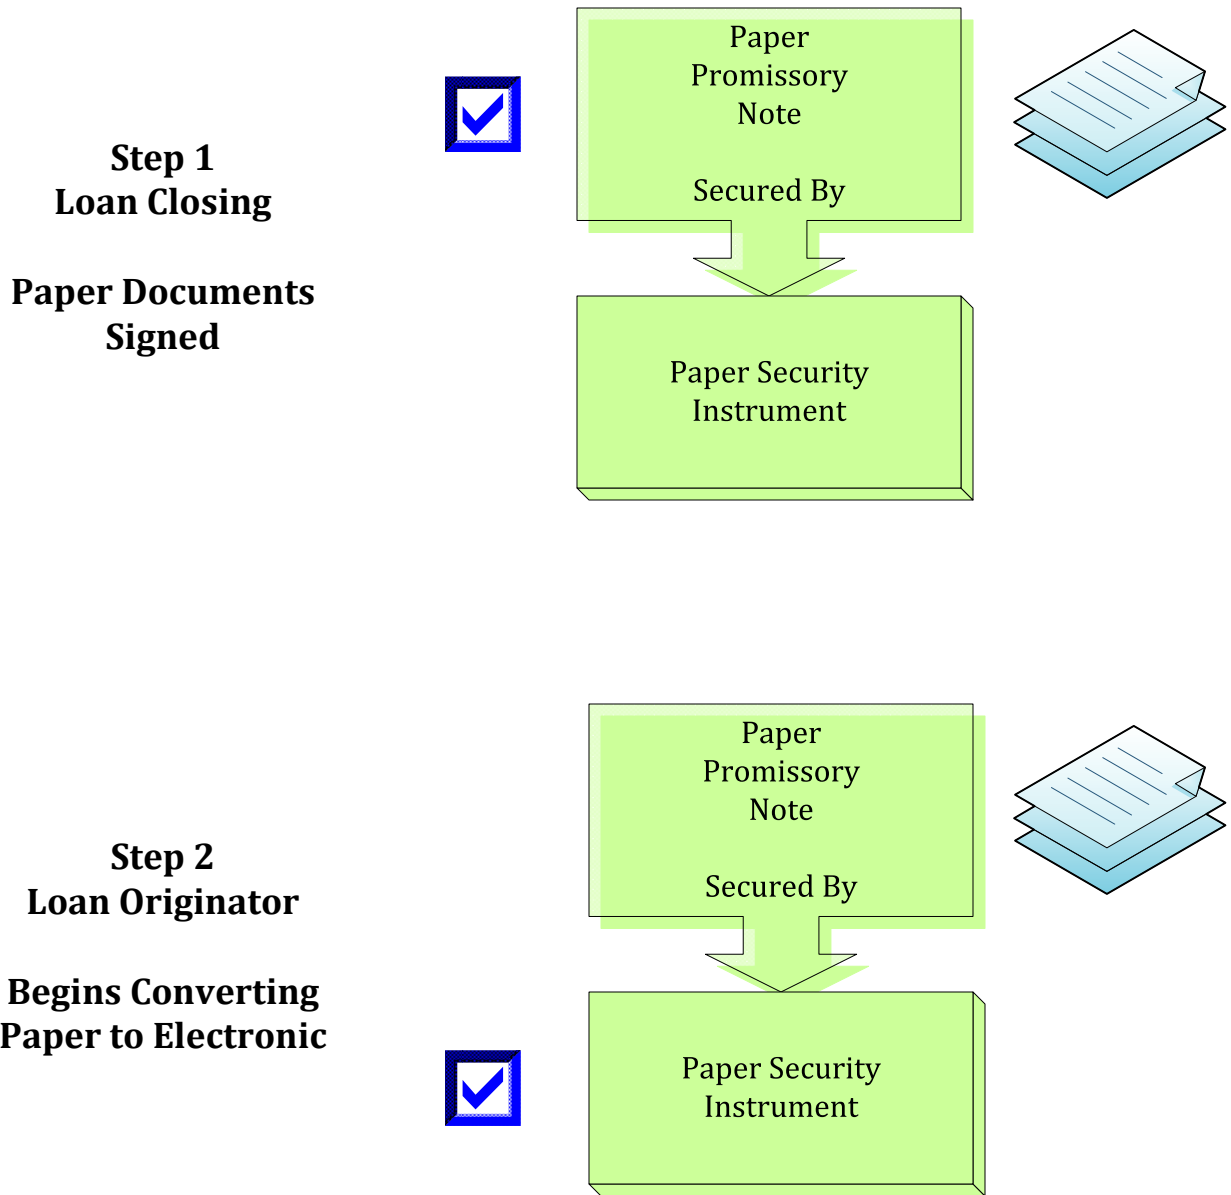 Step 1
Loan Closing
Paper Documents
Signed
Paper
Promissory
Note
Secured By
Paper Security
Instrument
Step 2
Loan Originator
Begins Converting
Paper to Electronic
Paper
Promissory
Note
Secured By
Paper Security
Instrument